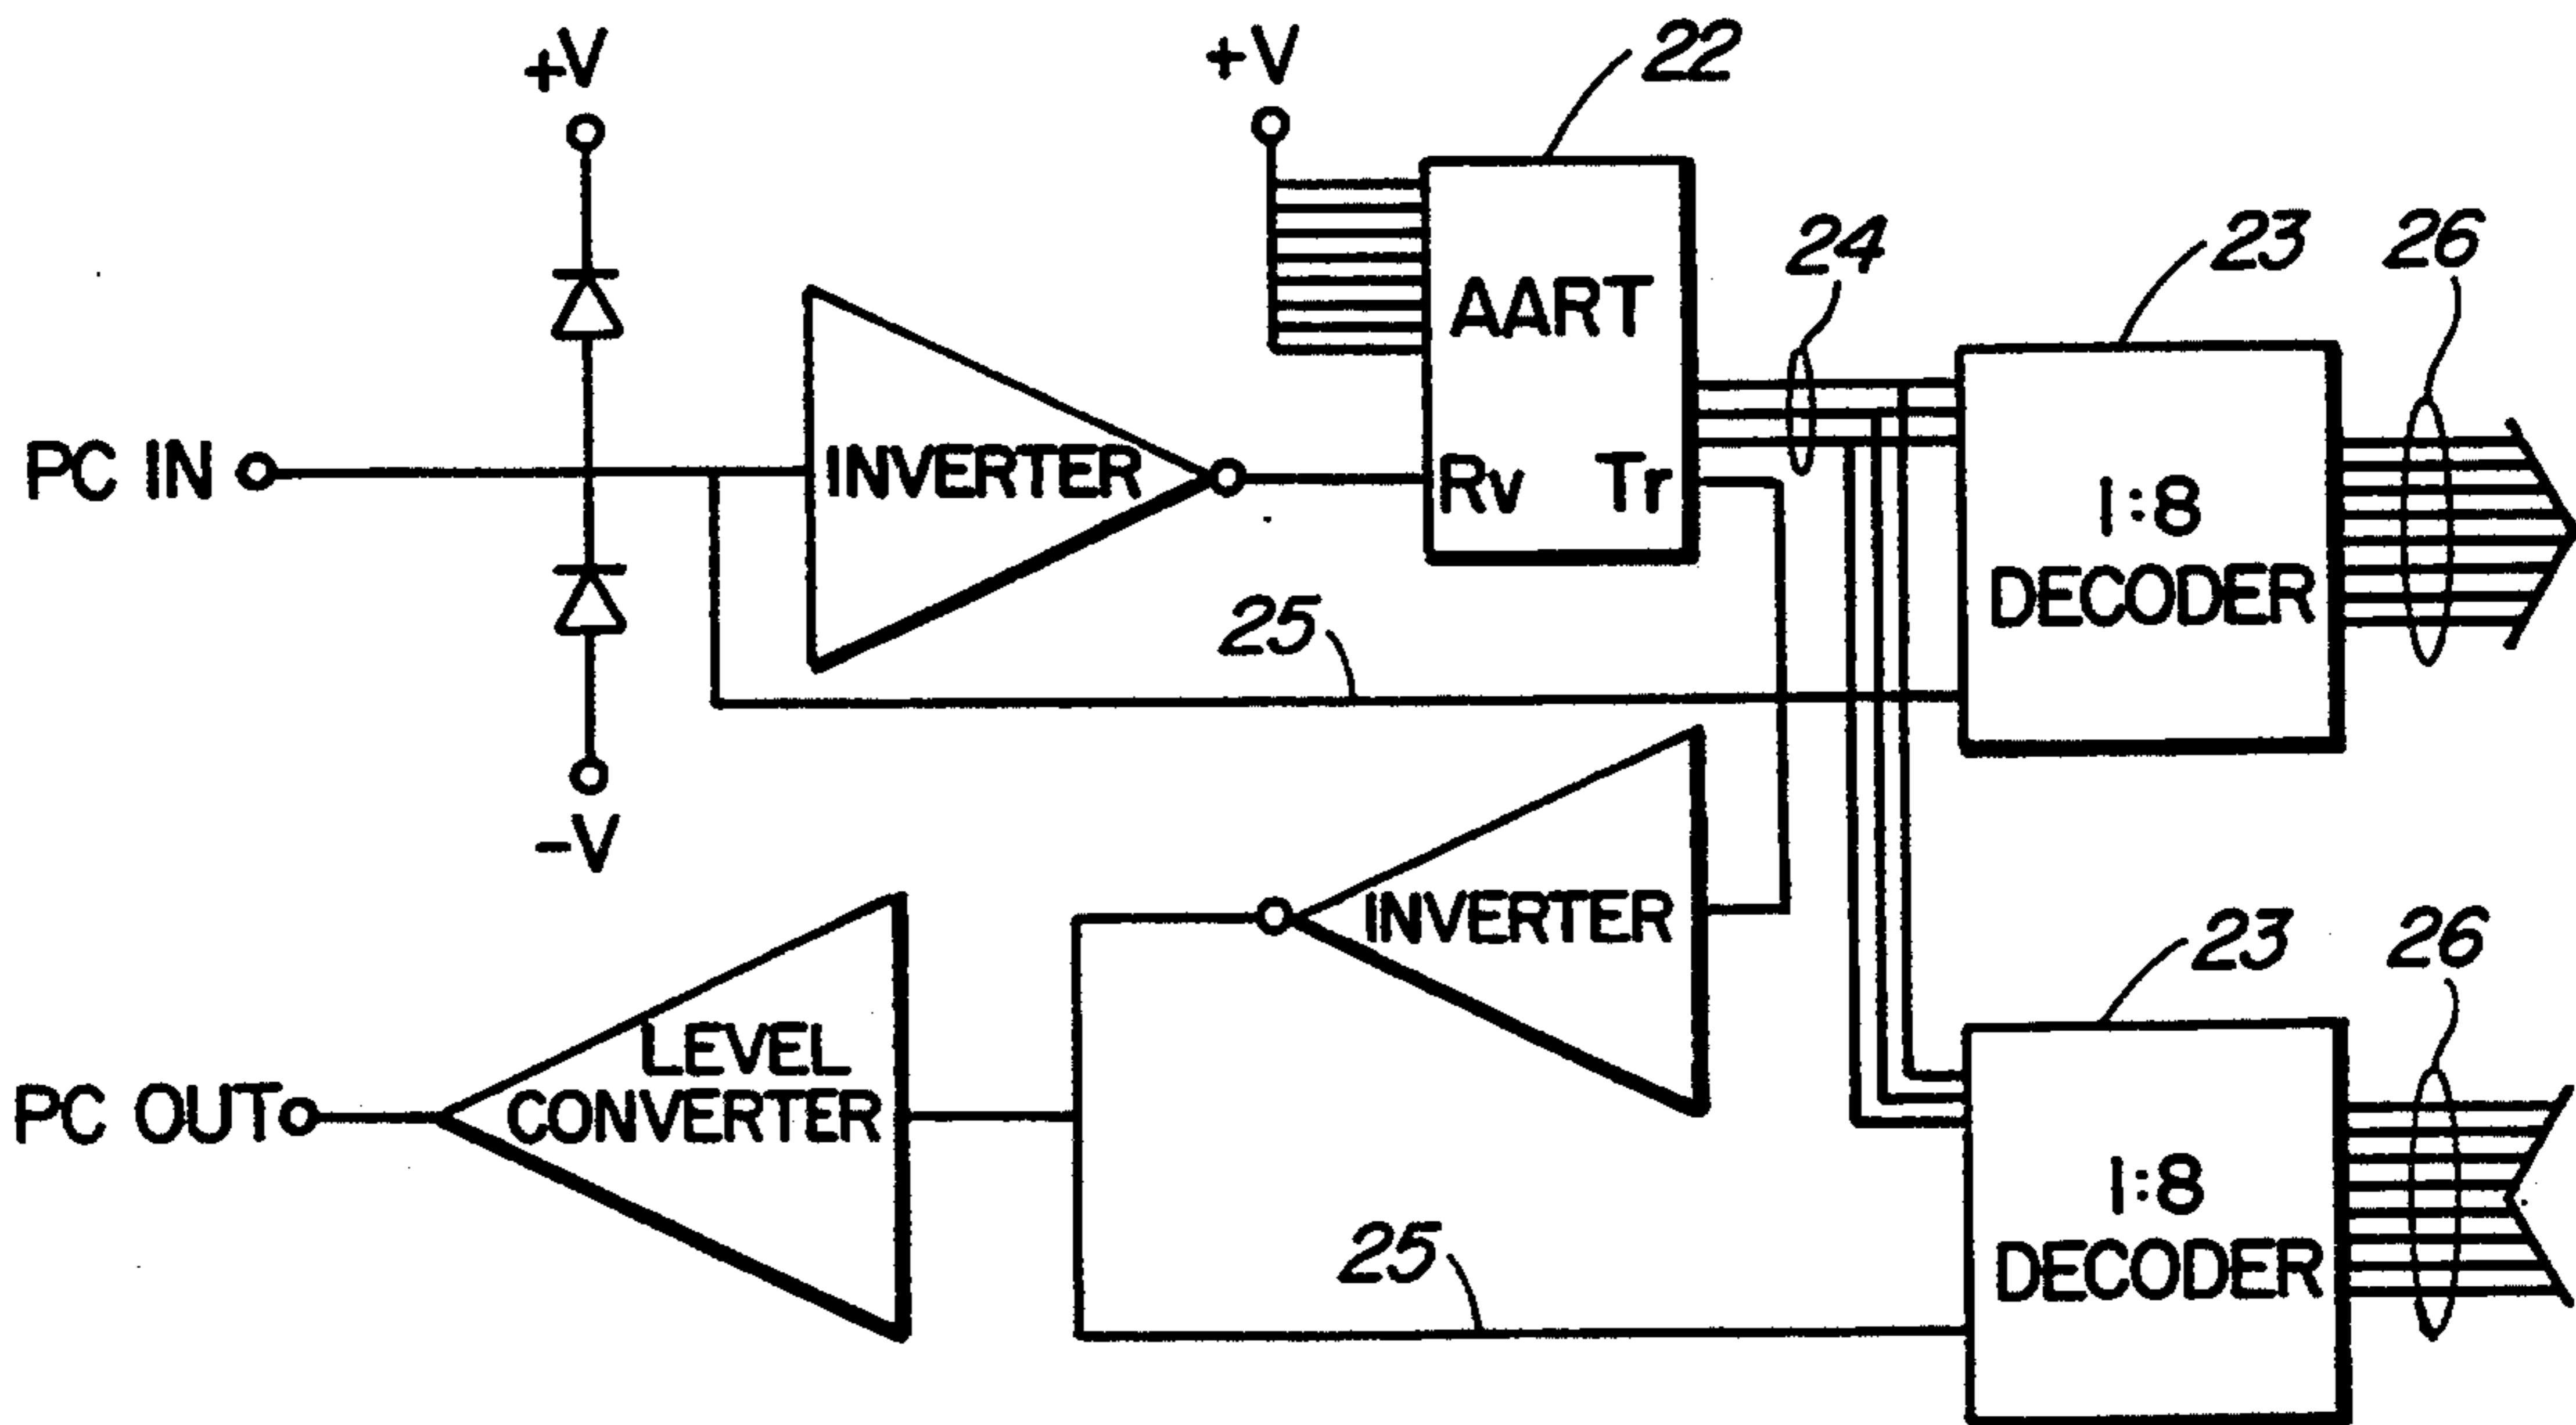 +V
+V
22
24
23
26
AART
PC IN
INVERTER
Rv Tr
1:8
DECODER
25
-V
INVERTER
23
26
LEVEL
CONVERTER
PC OUT
1:8
DECODER
25